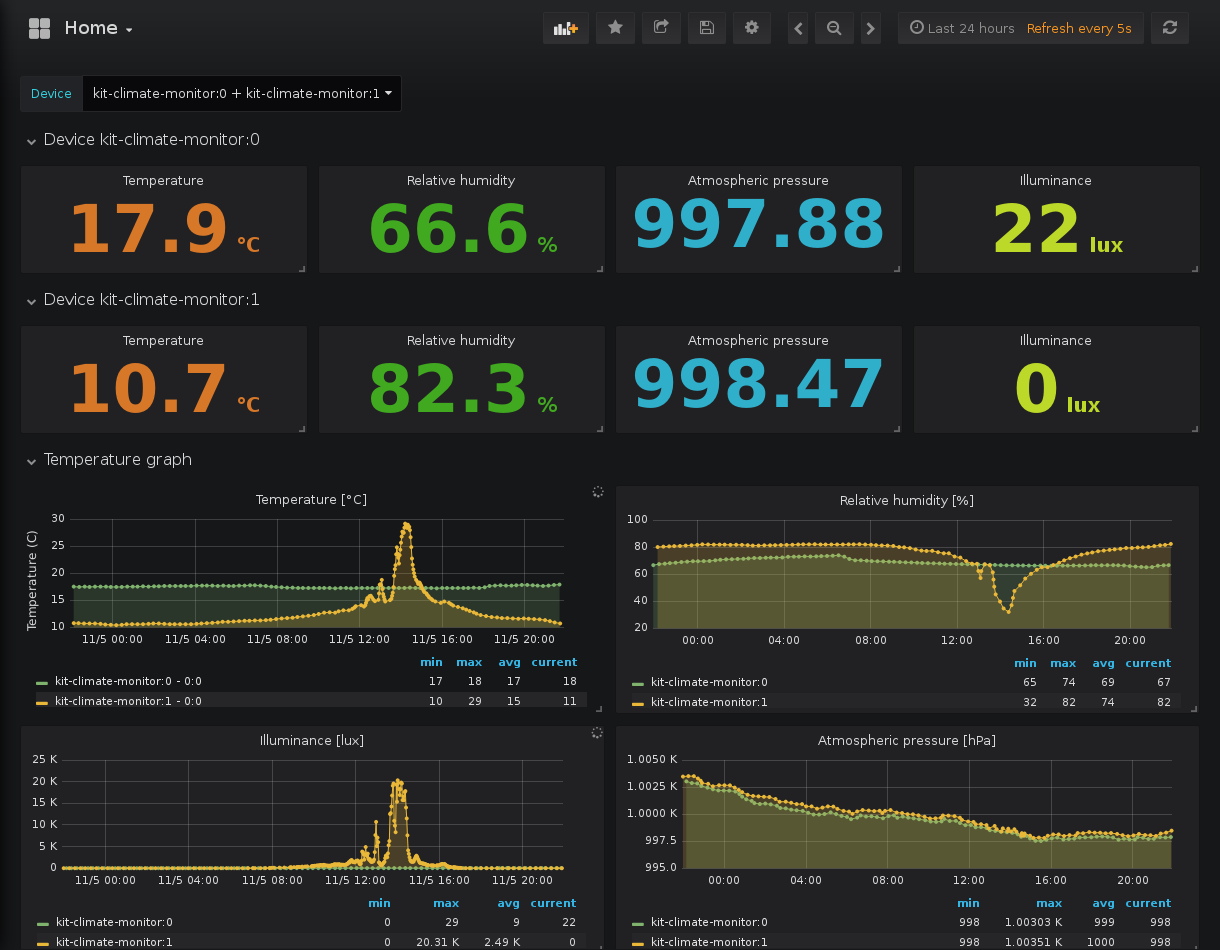 Home
Last 24 hours Refresh every 5s
Device kit-climate-monitor:0 + kit-climate-monitor:1
Device kit-climate-monitor:0
Temperature Relative humidity Atmospheric pressure Illuminance
17.9 °C 66.6 % 997.88 22 lux
Device kit-climate-monitor:1
Temperature Relative humidity Atmospheric pressure Illuminance
10.7 °C 82.3 % 998.47 0 lux
Temperature graph
Temperature [°C]
Temperature (C)
30
25
20
15
10
11/5 00:00 11/5 04:00 11/5 08:00 11/5 12:00 11/5 16:00 11/5 20:00
min max avg current
kit-climate-monitor:0 - 0:0 17 18 17 18
kit-climate-monitor:1 - 0:0 10 29 15 11
Relative humidity [%]
100
80
60
40
20
00:00 04:00 08:00 12:00 16:00 20:00
min max avg current
kit-climate-monitor:0 65 74 69 67
kit-climate-monitor:1 32 82 74 82
Illuminance [lux]
25 K
20 K
15 K
10 K
5 K
0
11/5 00:00 11/5 04:00 11/5 08:00 11/5 12:00 11/5 16:00 11/5 20:00
min max avg current
kit-climate-monitor:0 0 29 9 22
kit-climate-monitor:1 0 20.31 K 2.49 K 0
Atmospheric pressure [hPa]
1.0050 K
1.0025 K
1.0000 K
997.5
995.0
00:00 04:00 08:00 12:00 16:00 20:00
min max avg current
kit-climate-monitor:0 998 1.00303 K 999 998
kit-climate-monitor:1 998 1.00351 K 1000 998